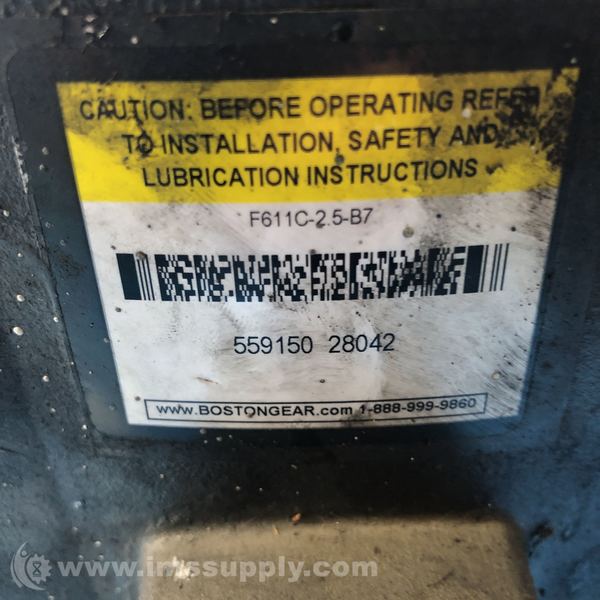 CAUTION: BEFORE OPERATING REFER
TO INSTALLATION, SAFETY AND
LUBRICATION INSTRUCTIONS
F611C-2.5-B7
559150 28042
www.BOSTONGEAR.com 1-888-999-9860
www.imssupply.com